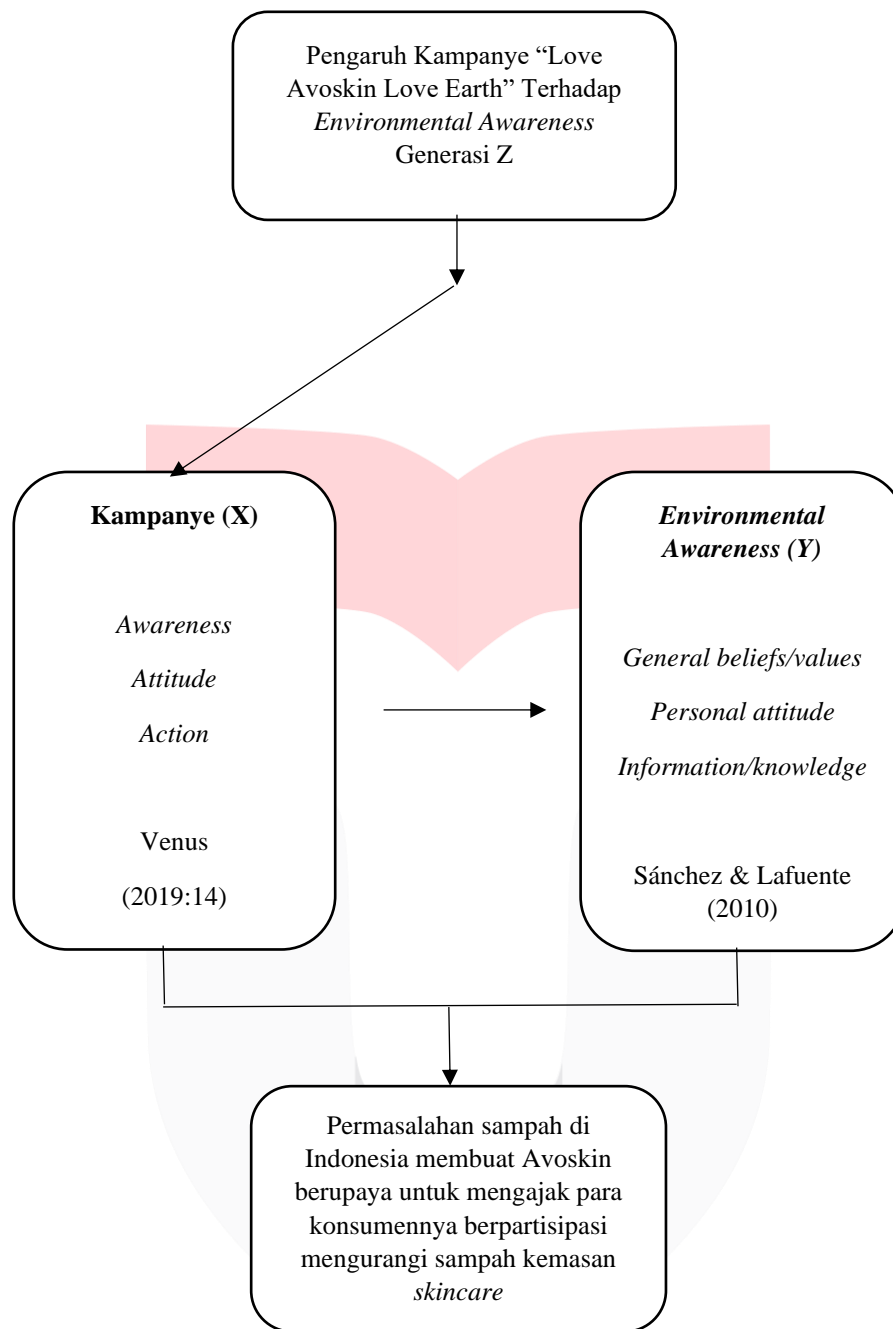 Pengaruh Kampanye “Love
Avoskin Love Earth” Terhadap
Environmental Awareness
Generasi Z
Kampanye (X)
Awareness
Attitude
Action
Venus
(2019:14)
Environmental
Awareness (Y)
General beliefs/values
Personal attitude
Information/knowledge
Sánchez & Lafuente
(2010)
Permasalahan sampah di
Indonesia membuat Avoskin
berupaya untuk mengajak para
konsumennya berpartisipasi
mengurangi sampah kemasan
skincare